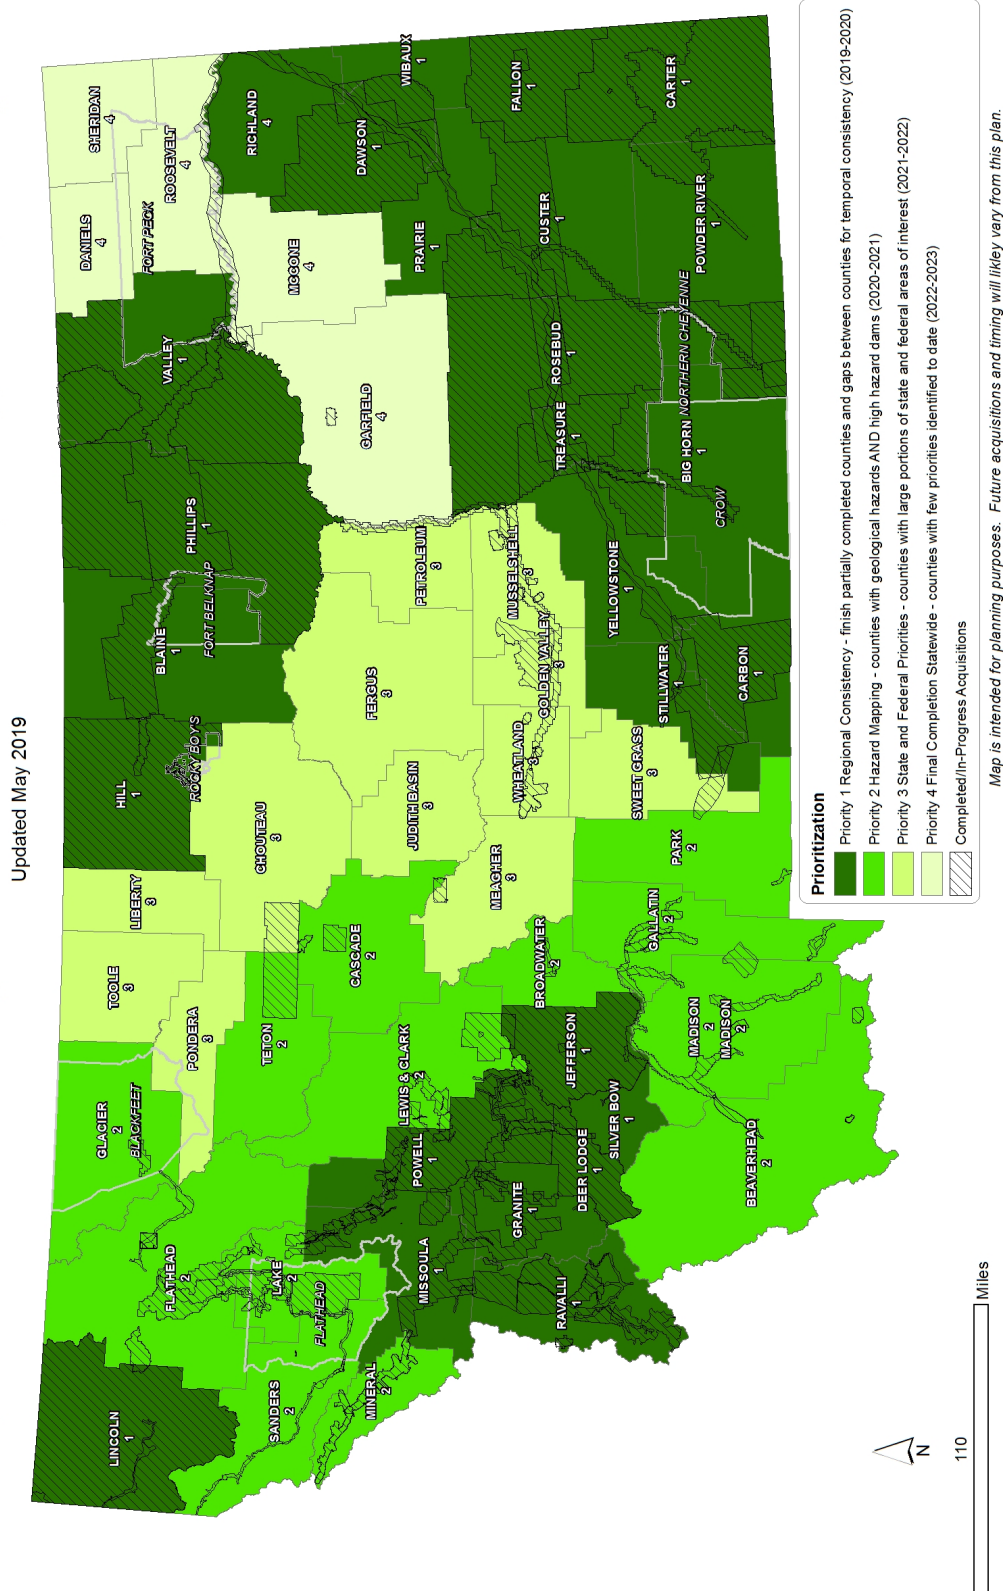 Updated May 2019
LINCOLN
1
FLATHEAD
2
GLACIER
2
BLACKFEET
TOOLE
3
LIBERTY
3
HILL
1
ROCKY BOYS
BLAINE
1
FORT BELKNAP
PHILLIPS
1
VALLEY
1
DANIELS
4
SHERIDAN
4
FORT PECK
ROOSEVELT
4
PONDERA
3
TETON
2
CHOUTEAU
3
SANDERS
2
LAKE
2
FLATHEAD
MINERAL
2
MISSOULA
1
POWELL
1
LEWIS & CLARK
2
CASCADE
2
JUDITH BASIN
3
FERGUS
3
PETROLEUM
3
GARFIELD
4
MCCONE
4
RICHLAND
4
DAWSON
1
PRAIRIE
1
WIBAUX
1
RAVALLI
1
GRANITE
1
DEER LODGE
1
SILVER BOW
1
JEFFERSON
1
BROADWATER
2
MEAGHER
3
WHEATLAND
3
GOLDEN VALLEY
3
MUSSELSHELL
3
TREASURE
1
ROSEBUD
1
CUSTER
1
FALLON
1
BEAVERHEAD
2
MADISON
2
MADISON
2
GALLATIN
2
PARK
2
SWEET GRASS
3
STILLWATER
1
YELLOWSTONE
1
CARBON
1
BIG HORN
1
CROW
NORTHERN CHEYENNE
POWDER RIVER
1
CARTER
1
N
110
Miles
Prioritization
Priority 1 Regional Consistency - finish partially completed counties and gaps between counties for temporal consistency (2019-2020)
Priority 2 Hazard Mapping - counties with geological hazards AND high hazard dams (2020-2021)
Priority 3 State and Federal Priorities - counties with large portions of state and federal areas of interest (2021-2022)
Priority 4 Final Completion Statewide - counties with few priorities identified to date (2022-2023)
Completed/In-Progress Acquisitions
Map is intended for planning purposes. Future acquisitions and timing will likley vary from this plan.